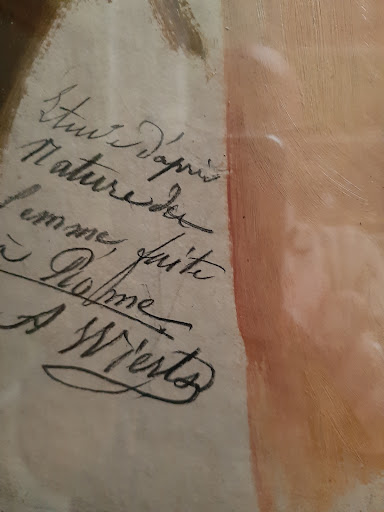 Etude D'après
Nature de
femme faite
à Rome
A Wiertz